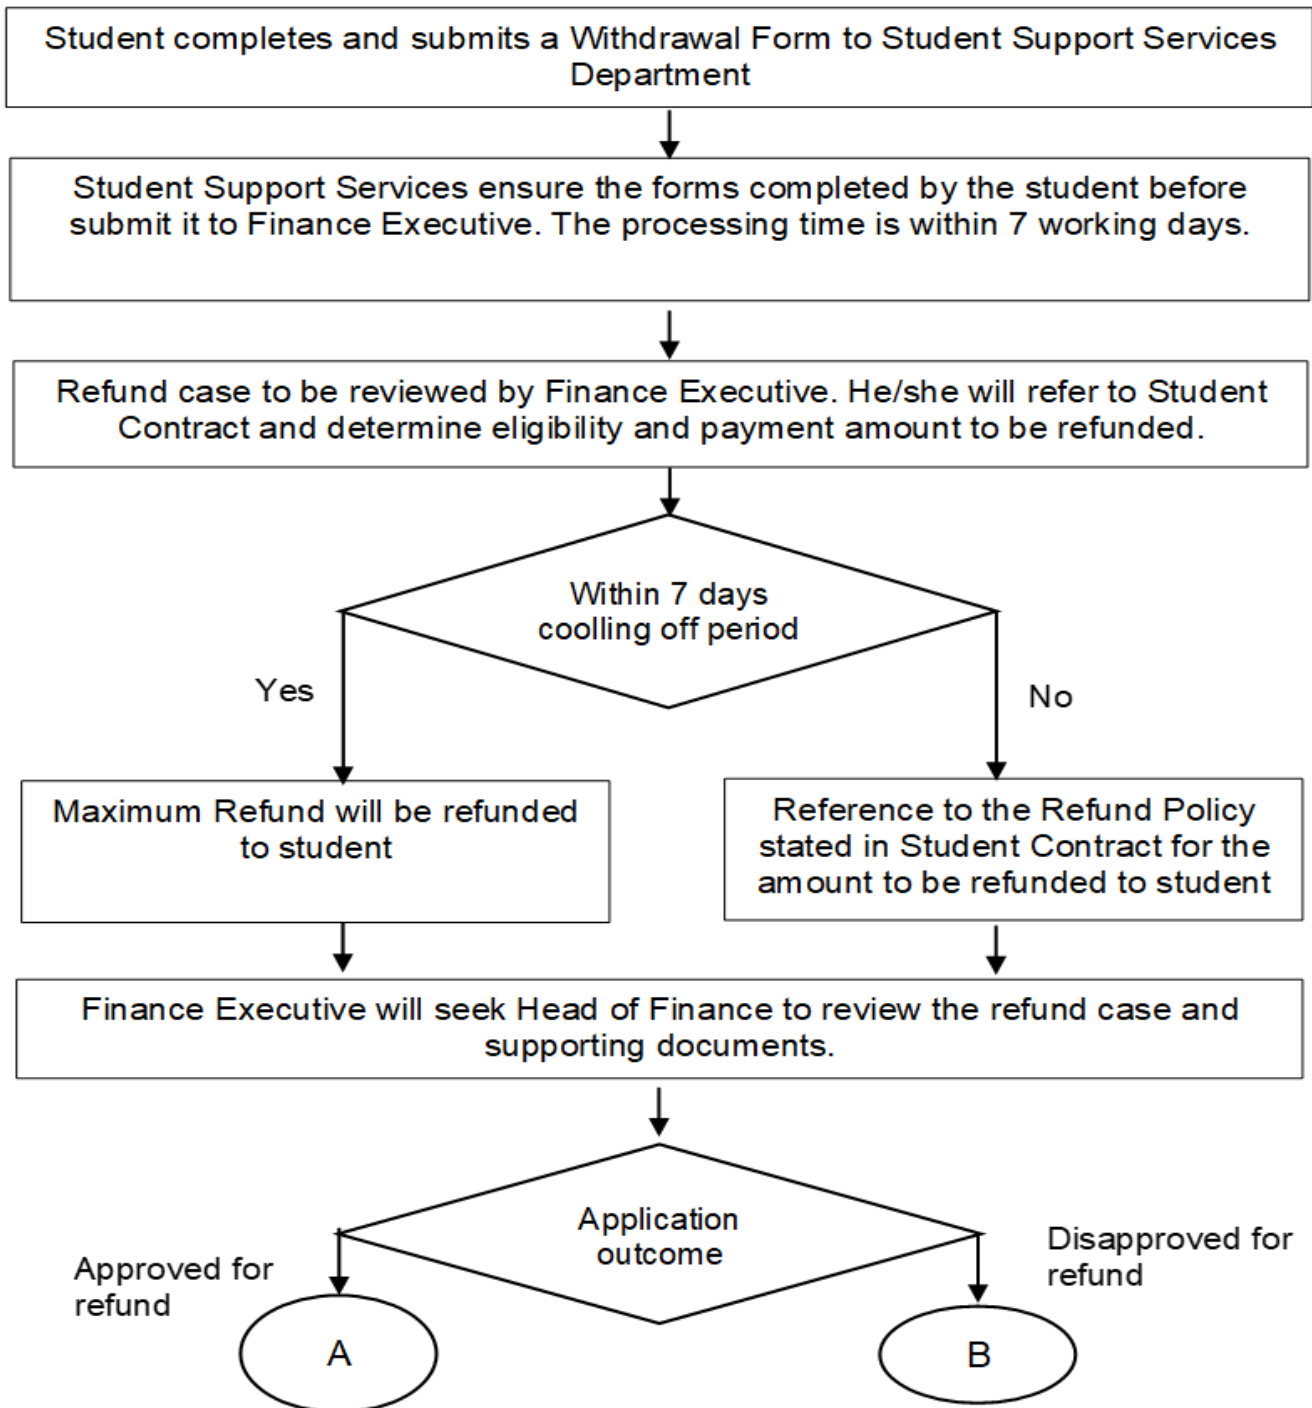 Student completes and submits a Withdrawal Form to Student Support Services
Department
Student Support Services ensure the forms completed by the student before
submit it to Finance Executive. The processing time is within 7 working days.
Refund case to be reviewed by Finance Executive. He/she will refer to Student
Contract and determine eligibility and payment amount to be refunded.
Within 7 days
coolling off period
Yes
No
Maximum Refund will be refunded
to student
Reference to the Refund Policy
stated in Student Contract for the
amount to be refunded to student
Finance Executive will seek Head of Finance to review the refund case and
supporting documents.
Application
outcome
Approved for
refund
Disapproved for
refund
A
B